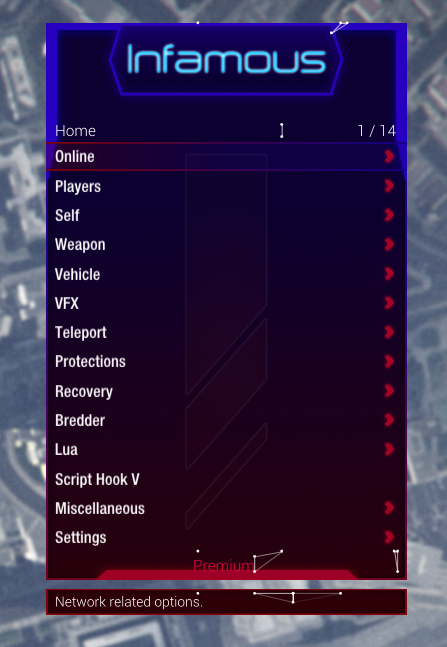 Infamous
Home 1 / 14
Online
Players
Self
Weapon
Vehicle
VFX
Teleport
Protections
Recovery
Bredder
Lua
Script Hook V
Miscellaneous
Settings
Premium
Network related options.